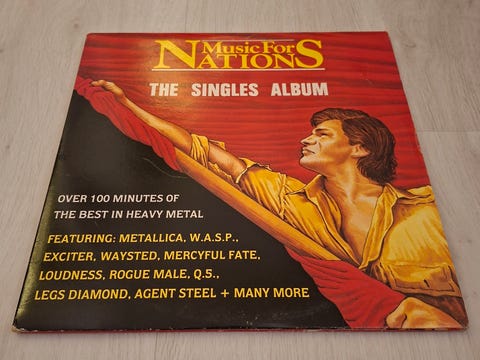 Music For
NATIONS
THE SINGLES ALBUM
OVER 100 MINUTES OF
THE BEST IN HEAVY METAL
FEATURING: METALLICA, W.A.S.P.,
EXCITER, WAYSTED, MERCYFUL FATE,
LOUDNESS, ROGUE MALE, Q.5.,
LEGS DIAMOND, AGENT STEEL + MANY MORE